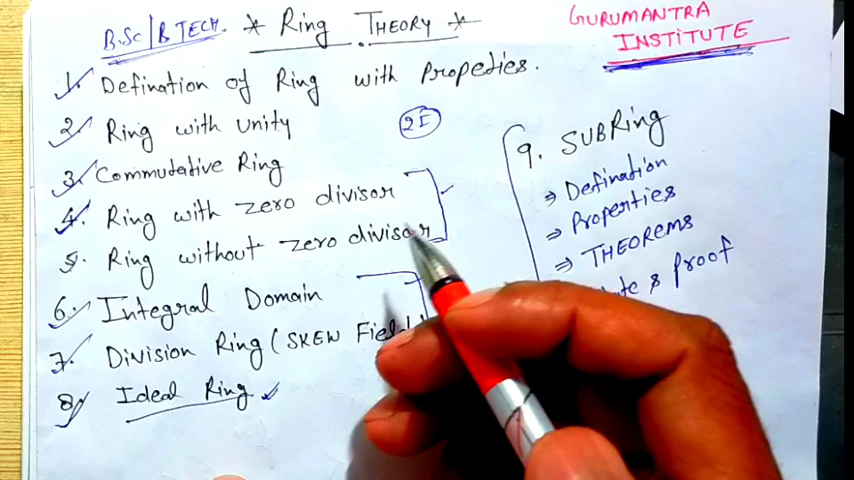 B.Sc/B TECH. * Ring THEORY *
GURUMANTRA
INSTITUTE
1. Defination of Ring with Propeties.
2. Ring with unity
2I
3. Commutative Ring
4. Ring with zero divisor
5. Ring without zero divisor
6. Integral Domain
7. Division Ring (SKEW Field)
8. Ideal Ring
9. SUBRing
⇒ Defination
⇒ Properties
⇒ THEOREMS
& Proof